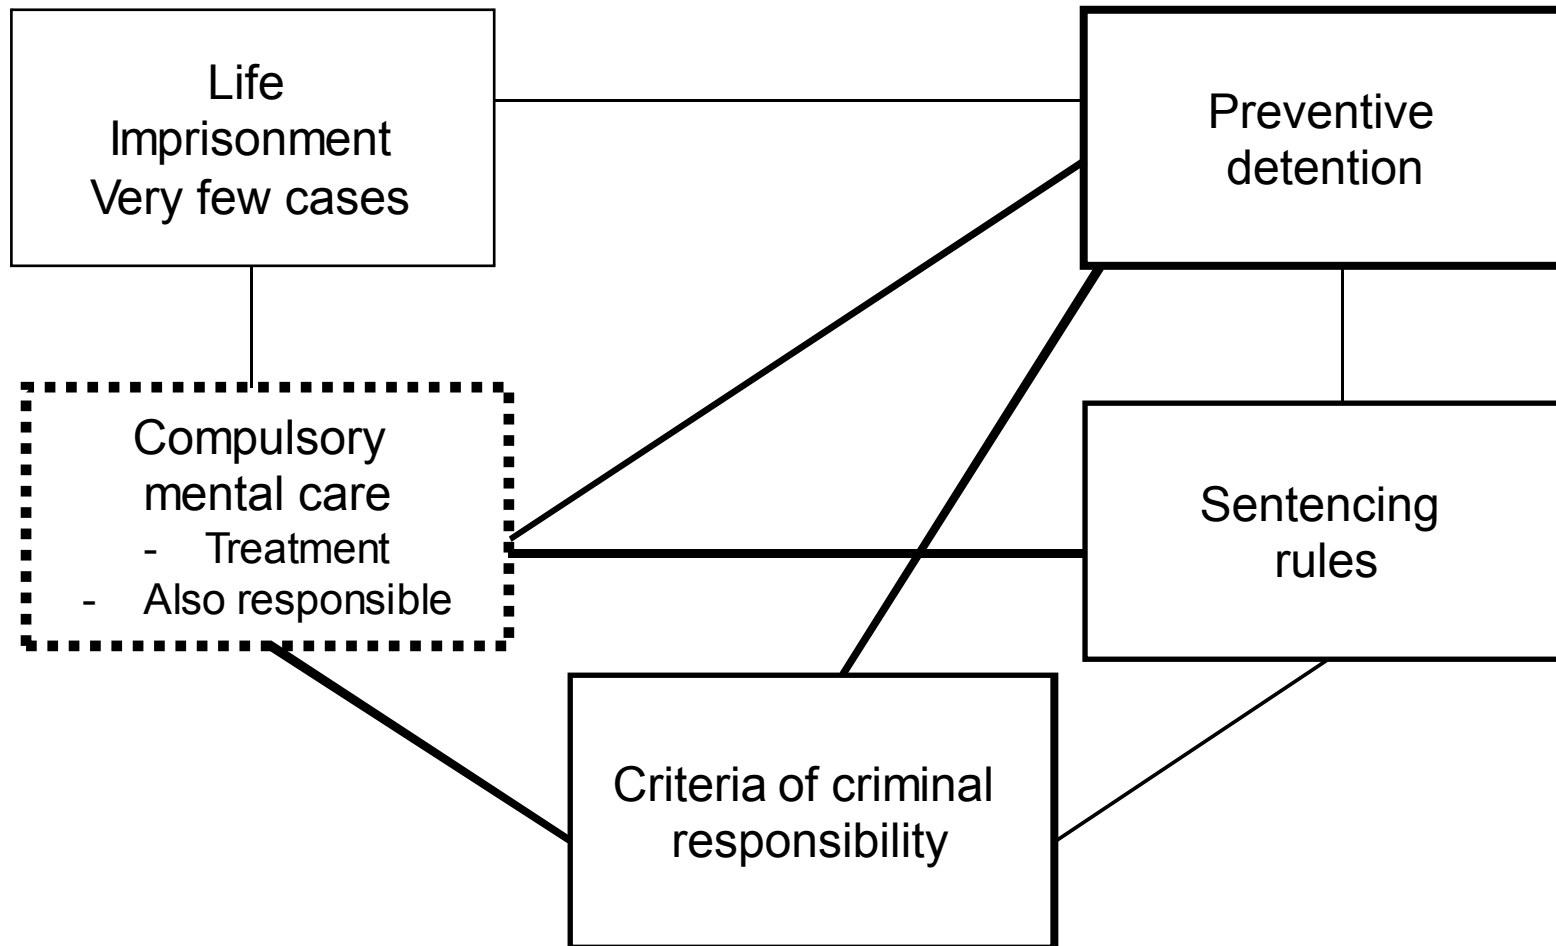 Life
Imprisonment
Very few cases
Preventive
detention
Compulsory
mental care
- Treatment
- Also responsible
Sentencing
rules
Criteria of criminal
responsibility